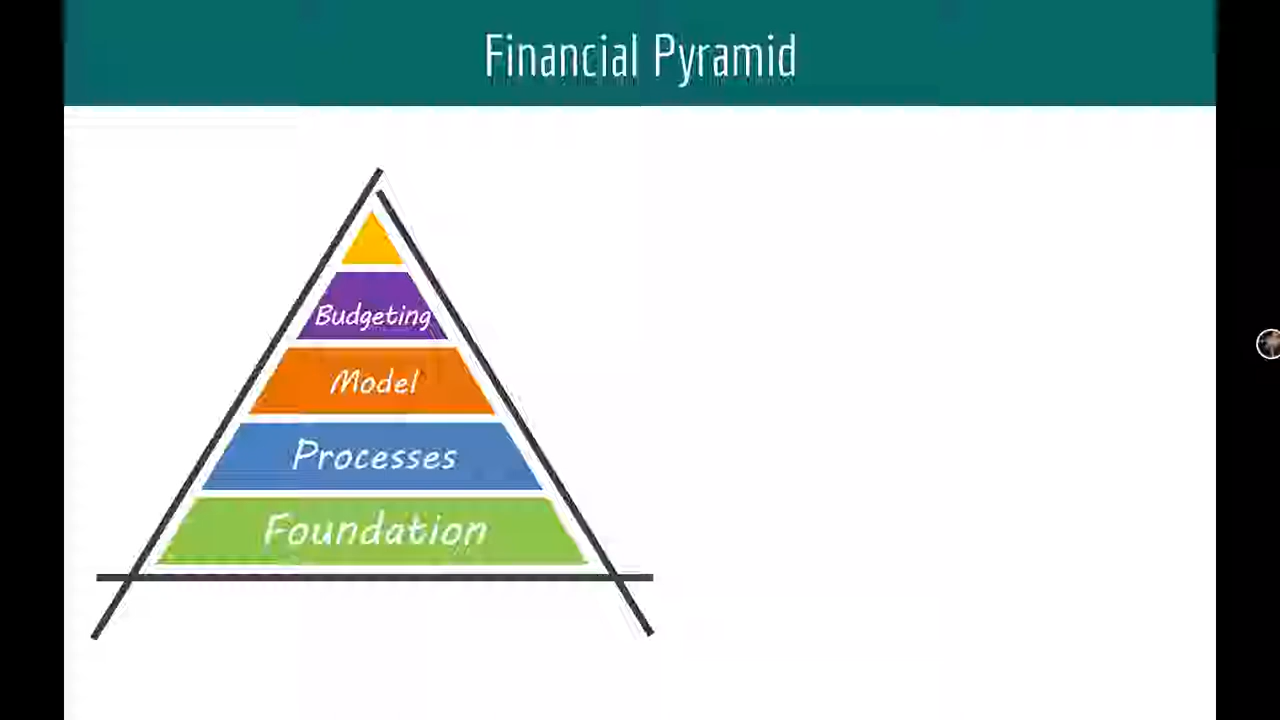 Financial Pyramid
Budgeting
Model
Processes
Foundation